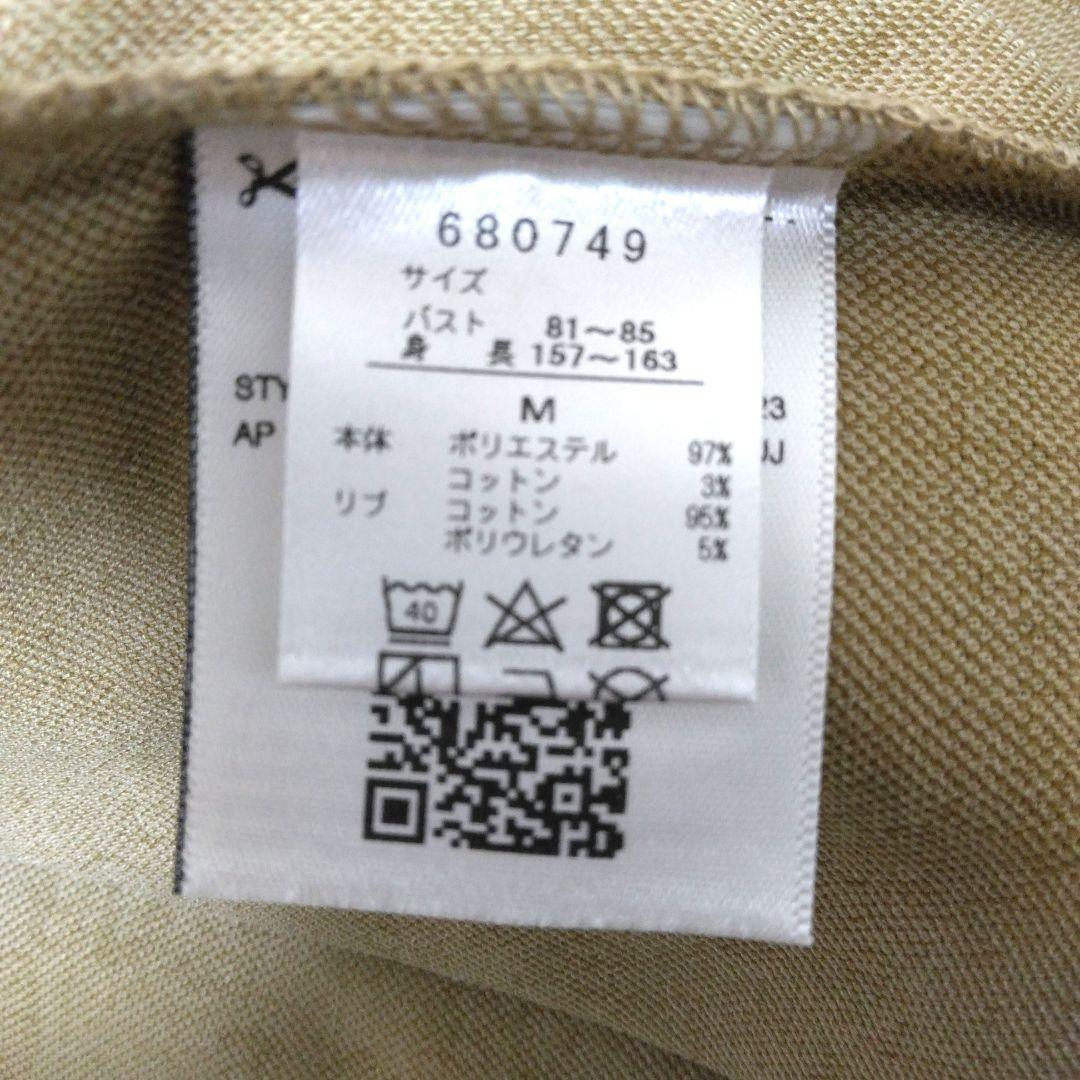 680749
サイズ
バスト 81～85
身長 157～163
M
本体 ポリエステル 97%
コットン 3%
リブ コットン 95%
ポリウレタン 5%
40
STY
AP